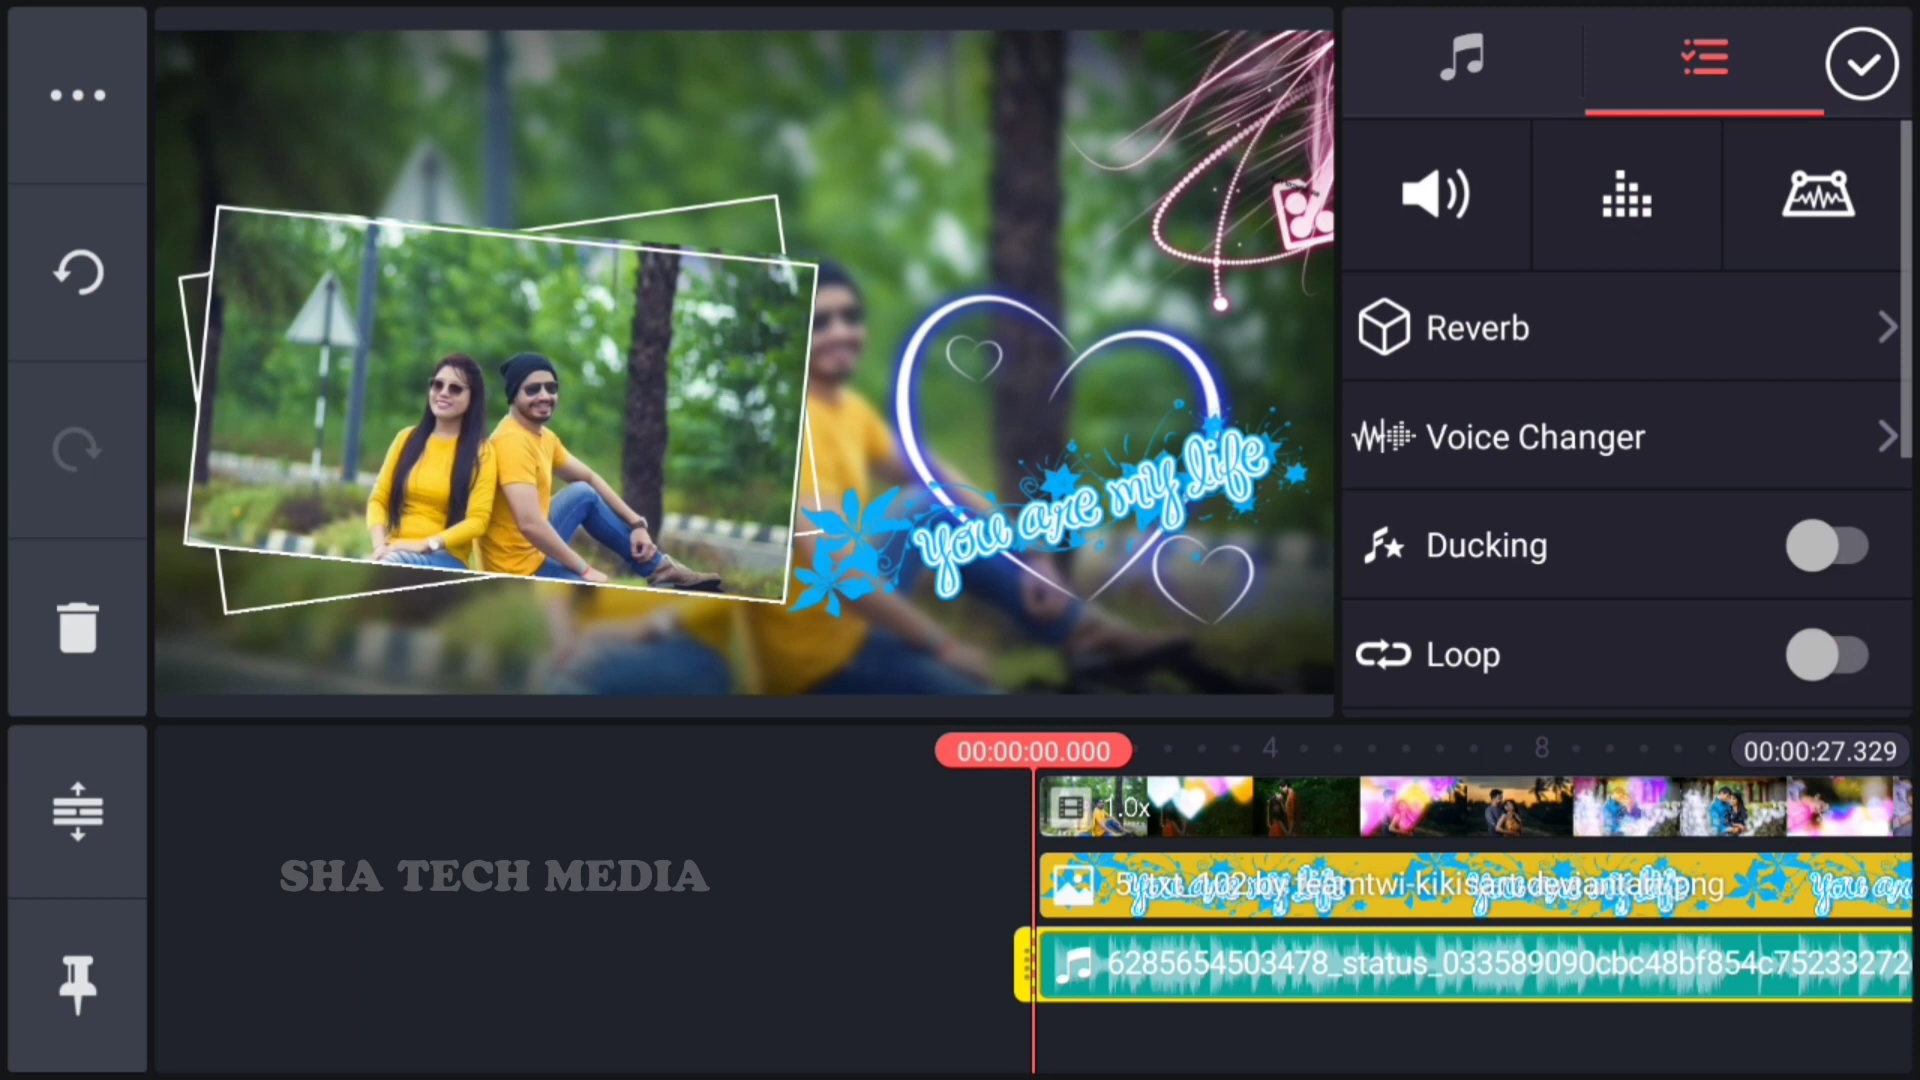 you are my life
Reverb
Voice Changer
Ducking
Loop
00:00:00.000
4
8
00:00:27.329
1.0x
SHA TECH MEDIA
6285654503478_status_033589090cbc48bf854c75233272